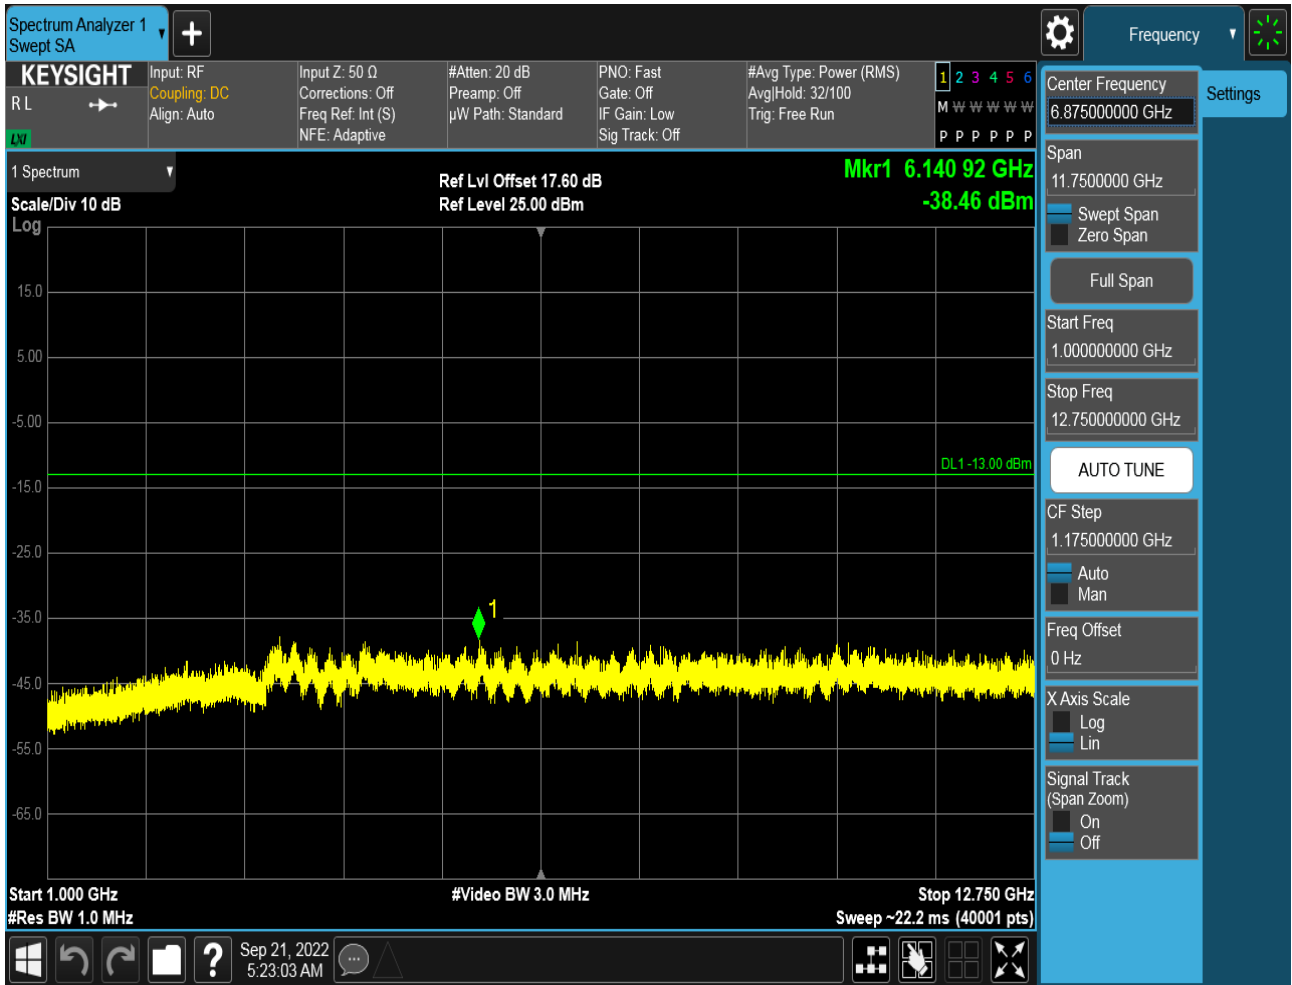 Spectrum Analyzer 1
Swept SA
Frequency
KEYSIGHT
R L
LXI
Input: RF
Coupling: DC
Align: Auto
Input Z: 50 Ω
Corrections: Off
Freq Ref: Int (S)
NFE: Adaptive
#Atten: 20 dB
Preamp: Off
µW Path: Standard
PNO: Fast
Gate: Off
IF Gain: Low
Sig Track: Off
#Avg Type: Power (RMS)
Avg|Hold: 32/100
Trig: Free Run
1 2 3 4 5 6
M W W W W W
P P P P P P
1 Spectrum
Scale/Div 10 dB
Log
Ref Lvl Offset 17.60 dB
Ref Level 25.00 dBm
Mkr1 6.140 92 GHz
-38.46 dBm
15.0
5.00
-5.00
DL1 -13.00 dBm
-15.0
-25.0
-35.0
1
-45.0
-55.0
-65.0
Start 1.000 GHz
#Res BW 1.0 MHz
#Video BW 3.0 MHz
Stop 12.750 GHz
Sweep ~22.2 ms (40001 pts)
Sep 21, 2022
5:23:03 AM
Center Frequency
6.875000000 GHz
Settings
Span
11.7500000 GHz
Swept Span
Zero Span
Full Span
Start Freq
1.000000000 GHz
Stop Freq
12.750000000 GHz
AUTO TUNE
CF Step
1.175000000 GHz
Auto
Man
Freq Offset
0 Hz
X Axis Scale
Log
Lin
Signal Track
(Span Zoom)
On
Off